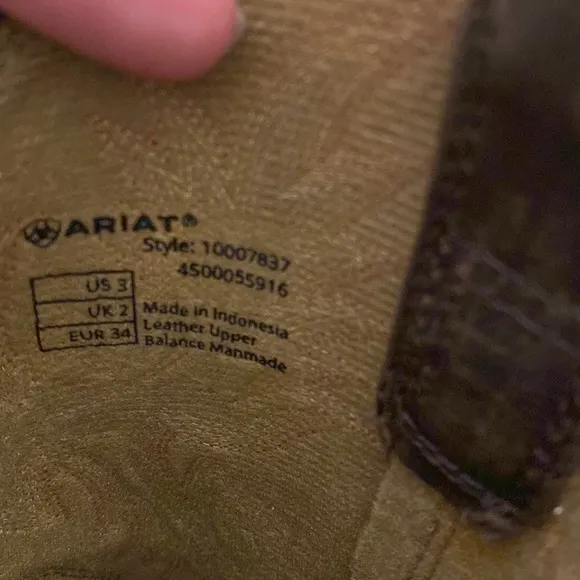 ARIAT®
Style: 10007837
4500055916
US 3
UK 2
EUR 34
Made in Indonesia
Leather Upper
Balance Manmade